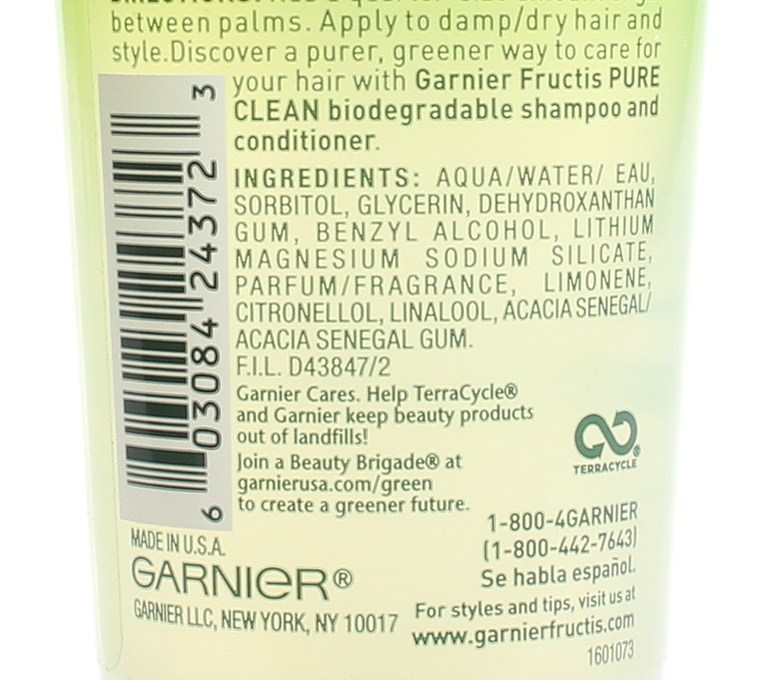 between palms. Apply to damp/dry hair and
style.Discover a purer, greener way to care for
your hair with Garnier Fructis PURE
CLEAN biodegradable shampoo and
conditioner.
INGREDIENTS: AQUA/WATER/ EAU,
SORBITOL, GLYCERIN, DEHYDROXANTHAN
GUM, BENZYL ALCOHOL, LITHIUM
MAGNESIUM SODIUM SILICATE,
PARFUM/FRAGRANCE, LIMONENE,
CITRONELLOL, LINALOOL, ACACIA SENEGAL/
ACACIA SENEGAL GUM.
F.I.L. D43847/2
Garnier Cares. Help TerraCycle®
and Garnier keep beauty products
out of landfills!
Join a Beauty Brigade® at
garnierusa.com/green
to create a greener future.
TERRACYCLE®
6 03084 24372 3
MADE IN U.S.A.
GARNIER®
GARNIER LLC, NEW YORK, NY 10017
1-800-4GARNIER
(1-800-442-7643)
Se habla español.
For styles and tips, visit us at
www.garnierfructis.com
1601073